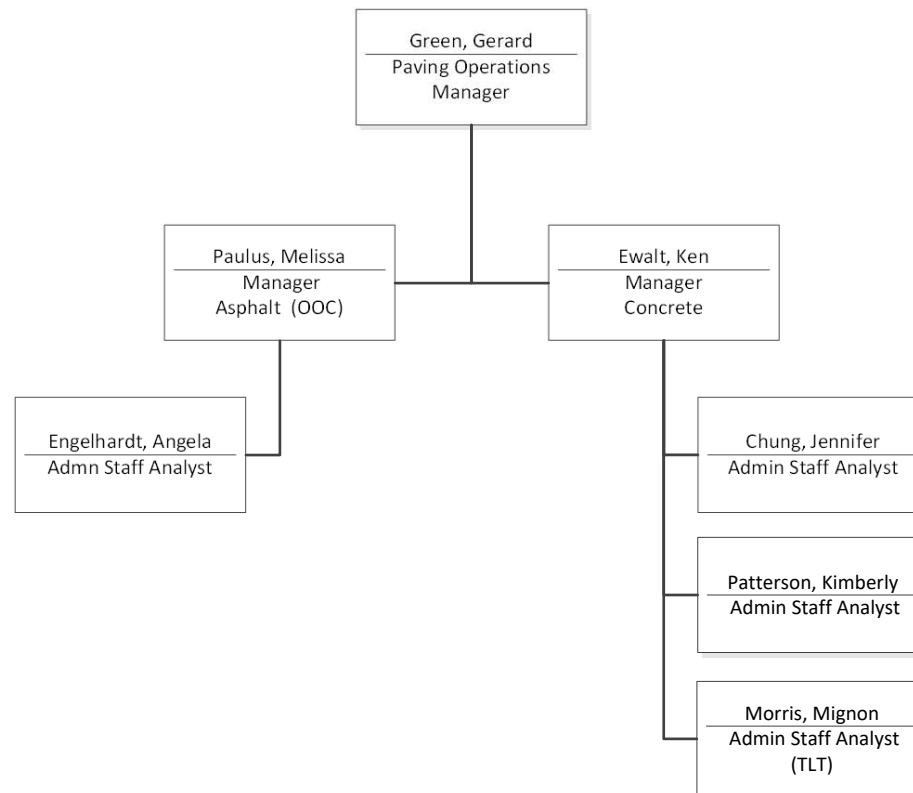 Green, Gerard
Paving Operations
Manager
Paulus, Melissa
Manager
Asphalt (OOC)
Ewalt, Ken
Manager
Concrete
Engelhardt, Angela
Admn Staff Analyst
Chung, Jennifer
Admin Staff Analyst
Patterson, Kimberly
Admin Staff Analyst
Morris, Mignon
Admin Staff Analyst
(TLT)